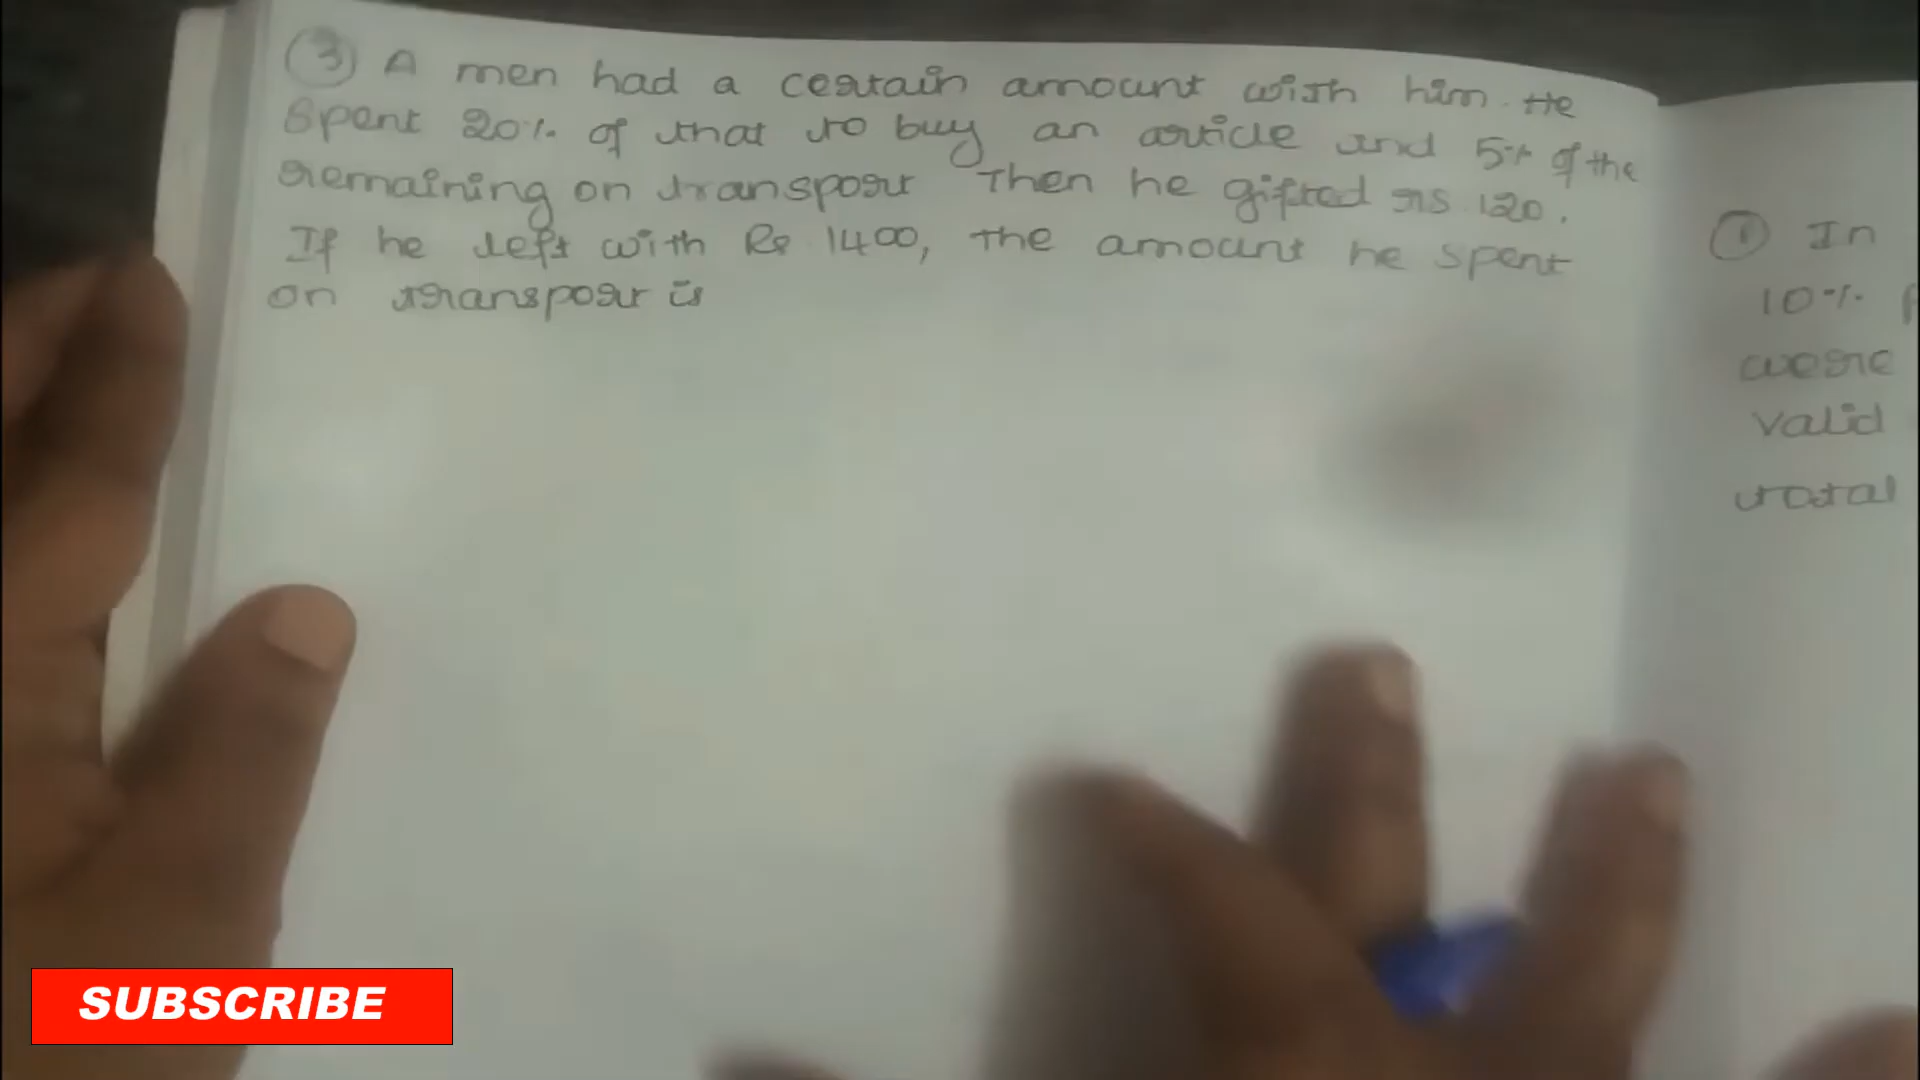 3 A men had a certain amount with him. He
Spent 20% of that to buy an article and 5% of the
remaining on transport Then he gifted rs 120.
If he left with Rs 1400, The amount he spent
on transport is
1 In
10%
were
valid
total
SUBSCRIBE